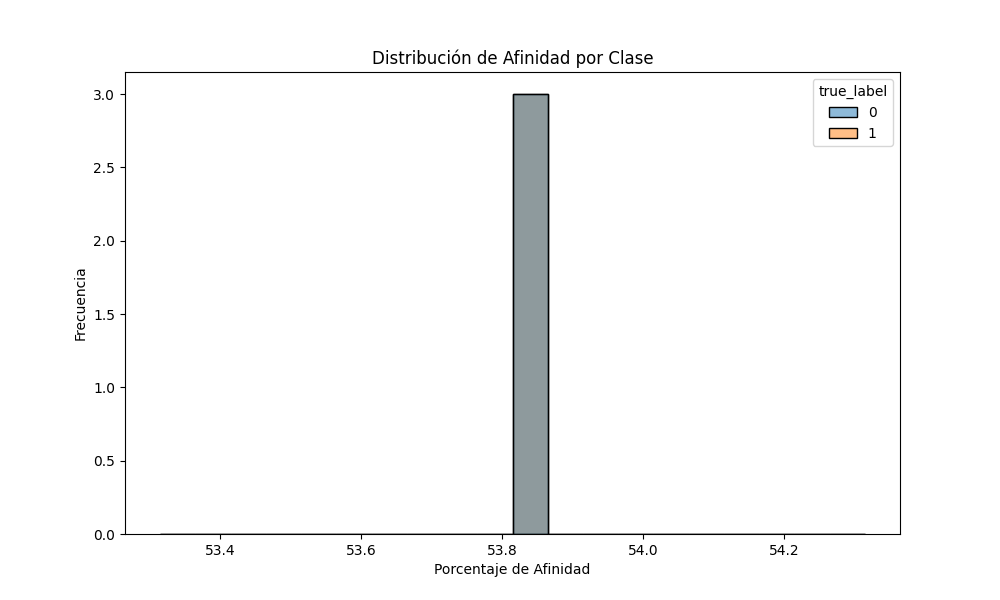 Distribución de Afinidad por Clase
true_label
0
1
3.0
2.5
2.0
1.5
1.0
0.5
0.0
Frecuencia
53.4 53.6 53.8 54.0 54.2
Porcentaje de Afinidad